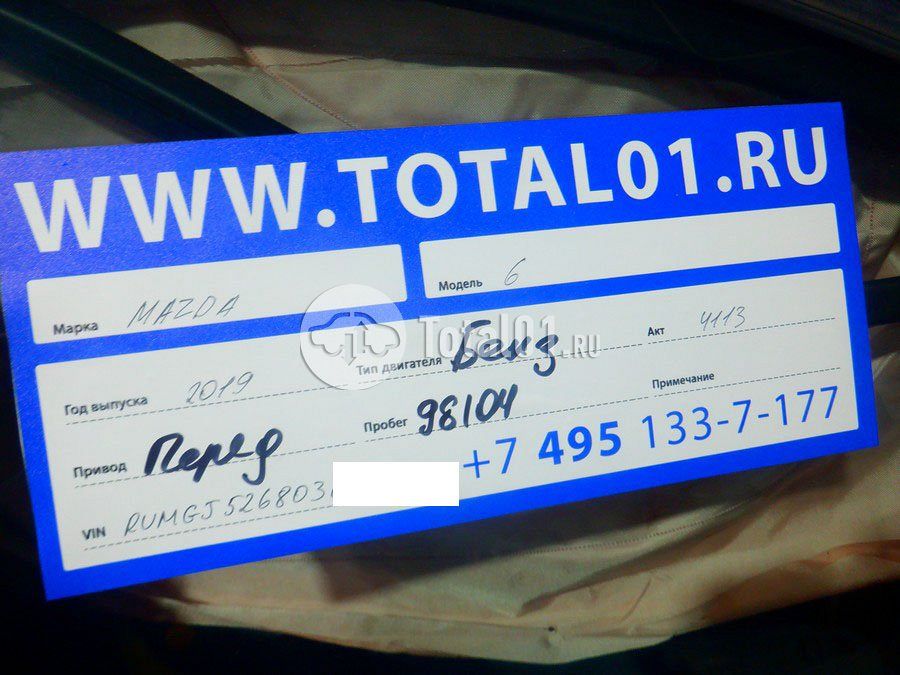 WWW.TOTAL01.RU
Марка MAZDA Модель 6
Total01.RU
Год выпуска 2019 Тип двигателя Бенз Акт 4113
Привод Перед Пробег 98104 Примечание
VIN RUMGJ526803 +7 495 133-7-177